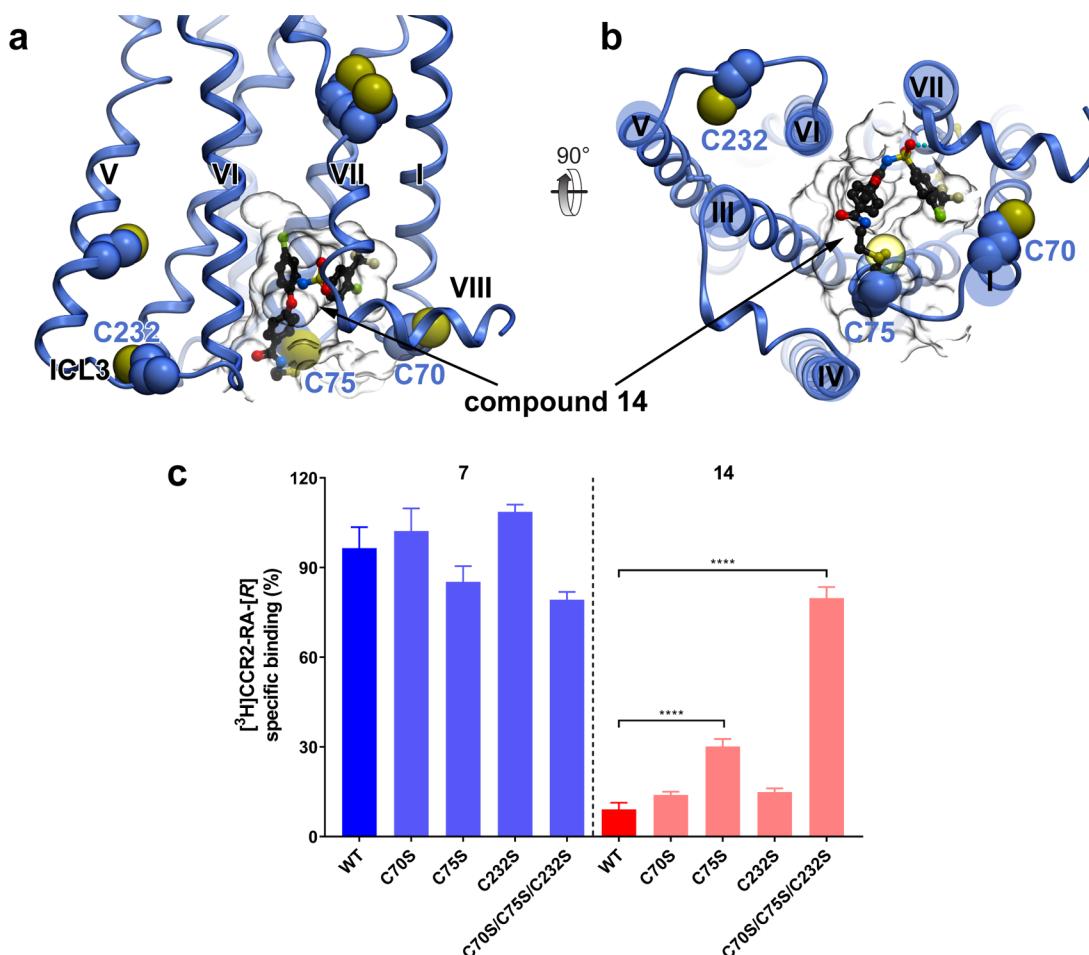 a
b
V
VI
VII
I
VIII
C232
ICL3
C75
C70
90°
VII
V
VI
C232
III
C70
I
C75
IV
compound 14
c
7
14
[³H]CCR2-RA-[R]
specific binding (%)
120
90
60
30
0
****
****
WT
C70S
C75S
C232S
C70S/C75S/C232S
WT
C70S
C75S
C232S
C70S/C75S/C232S